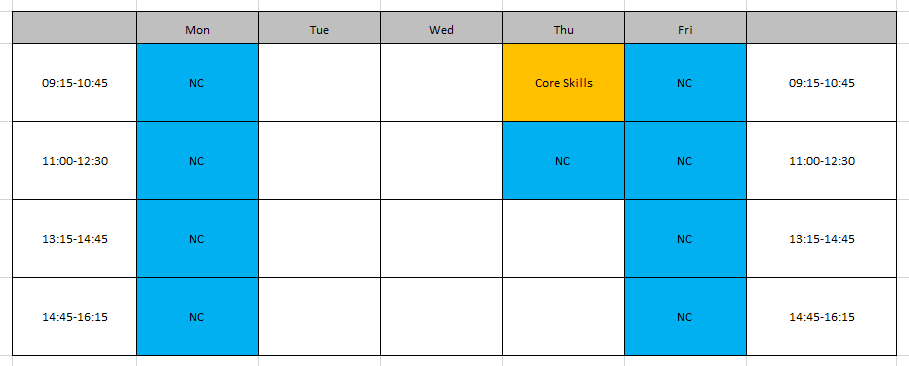 Mon Tue Wed Thu Fri
09:15-10:45 NC Core Skills NC 09:15-10:45
11:00-12:30 NC NC NC 11:00-12:30
13:15-14:45 NC NC 13:15-14:45
14:45-16:15 NC NC 14:45-16:15